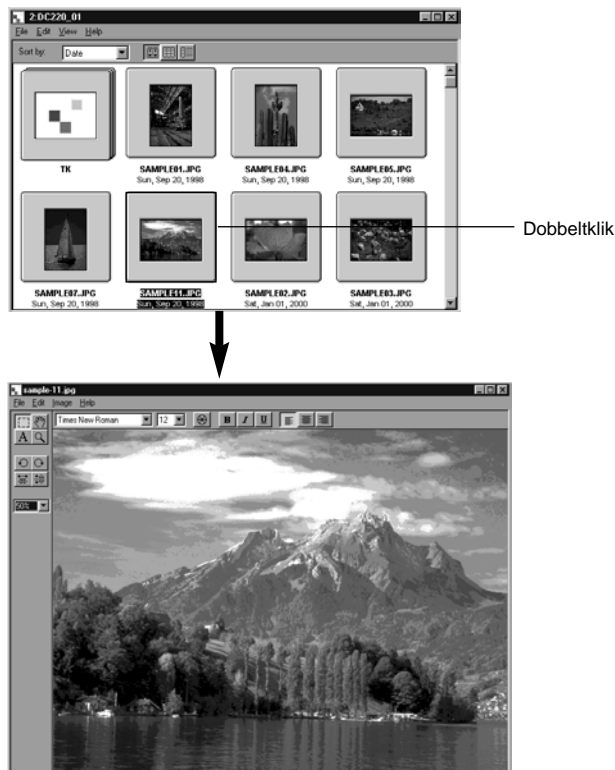 2:DC220_01
File Edit View Help
Sort by: Date
TK
SAMPLE01.JPG
Sun, Sep 20, 1998
SAMPLE04.JPG
Sun, Sep 20, 1998
SAMPLE05.JPG
Sun, Sep 20, 1998
Dobbeltklik
SAMPLE07.JPG
Sun, Sep 20, 1998
SAMPLE11.JPG
Sun, Sep 20, 1998
SAMPLE02.JPG
Sat, Jan 01, 2000
SAMPLE03.JPG
Sat, Jan 01, 2000
sample-11.jpg
File Edit Image Help
Times New Roman 12 B I U
A
50%